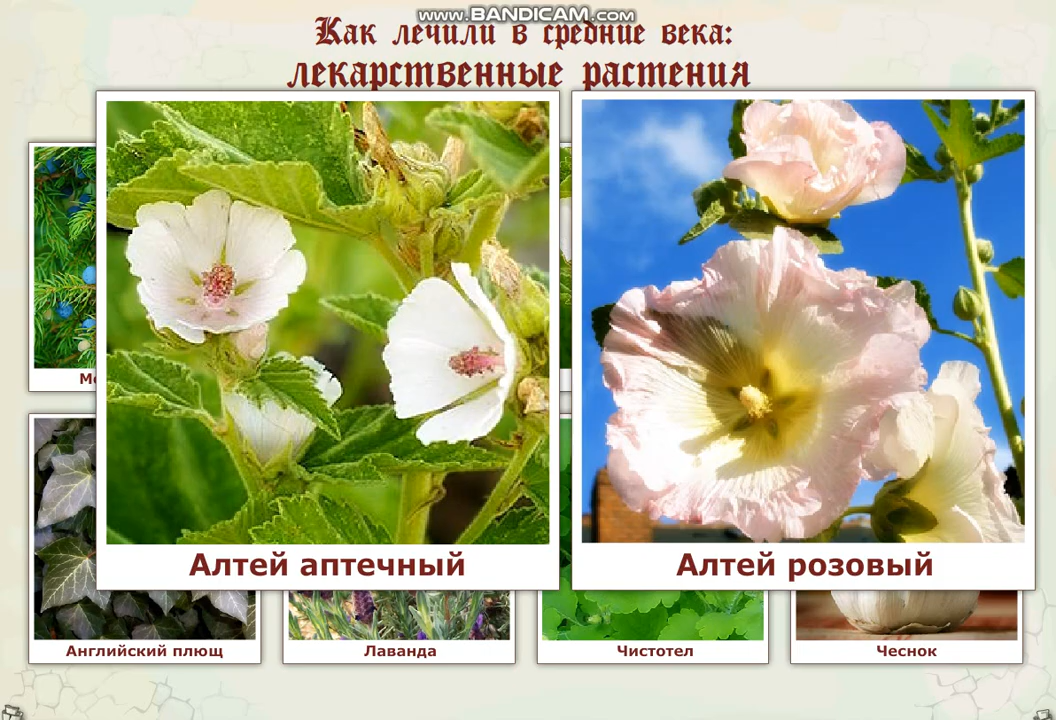 www.BANDICAM.com
Как лечили в средние века:
лекарственные растения
Алтей аптечный
Алтей розовый
Английский плющ
Лаванда
Чистотел
Чеснок